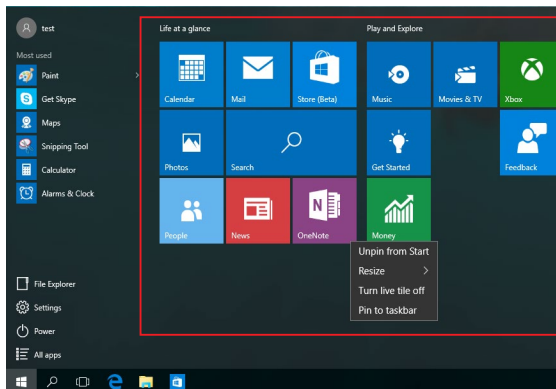 test
Most used
Paint
Get Skype
Maps
Snipping Tool
Calculator
Alarms & Clock
File Explorer
Settings
Power
All apps
Life at a glance
Play and Explore
Calendar
Mail
Store (Beta)
Music
Movies & TV
Xbox
Photos
Search
Get Started
Feedback
People
News
OneNote
Money
Unpin from Start
Resize
Turn live tile off
Pin to taskbar